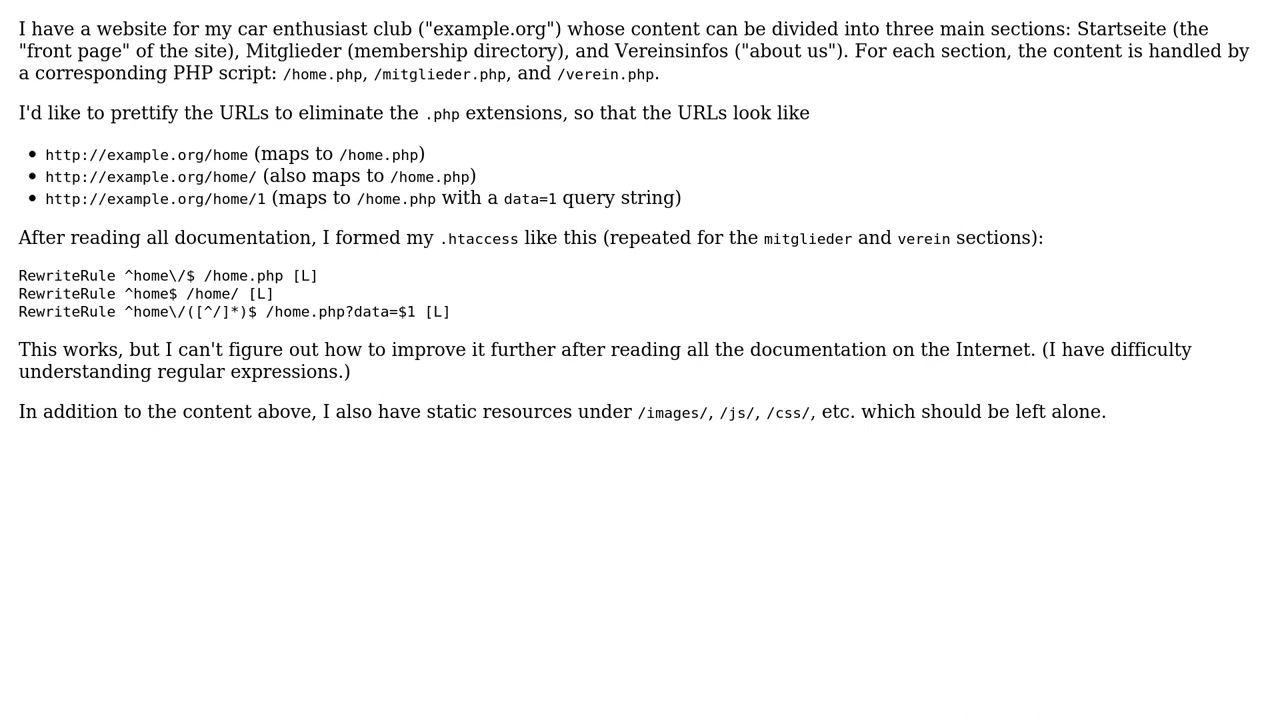 I have a website for my car enthusiast club ("example.org") whose content can be divided into three main sections: Startseite (the
"front page" of the site), Mitglieder (membership directory), and Vereinsinfos ("about us"). For each section, the content is handled by
a corresponding PHP script: /home.php, /mitglieder.php, and /verein.php.
I'd like to prettify the URLs to eliminate the .php extensions, so that the URLs look like
• http://example.org/home (maps to /home.php)
• http://example.org/home/ (also maps to /home.php)
• http://example.org/home/1 (maps to /home.php with a data=1 query string)
After reading all documentation, I formed my .htaccess like this (repeated for the mitglieder and verein sections):
RewriteRule ^home\/$ /home.php [L]
RewriteRule ^home$ /home/ [L]
RewriteRule ^home\/([^/]*)$ /home.php?data=$1 [L]
This works, but I can't figure out how to improve it further after reading all the documentation on the Internet. (I have difficulty
understanding regular expressions.)
In addition to the content above, I also have static resources under /images/, /js/, /css/, etc. which should be left alone.